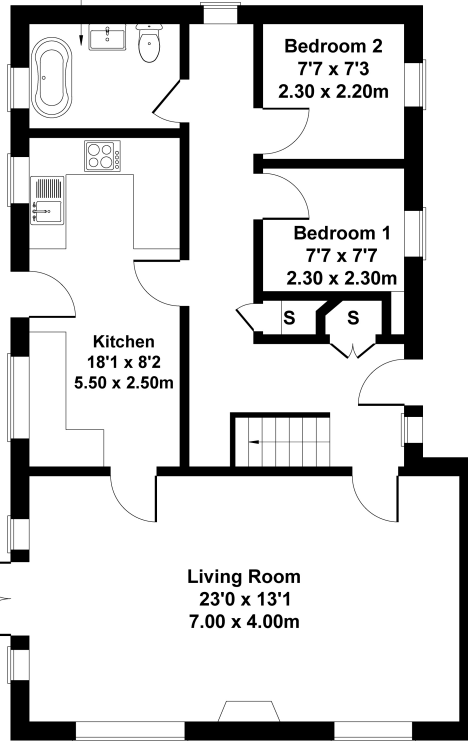 Bedroom 2
7'7 x 7'3
2.30 x 2.20m
Bedroom 1
7'7 x 7'7
2.30 x 2.30m
S
S
Kitchen
18'1 x 8'2
5.50 x 2.50m
Living Room
23'0 x 13'1
7.00 x 4.00m